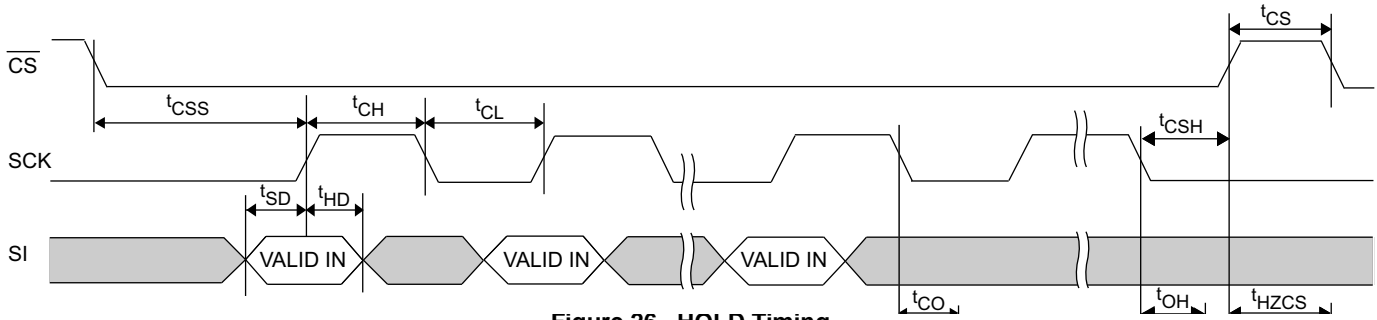 tCS
CS
tCSS tCH tCL
tCSH
SCK
tSD tHD
SI VALID IN VALID IN VALID IN
tCO tOH tHZCS
Figure 26. HOLD Timing